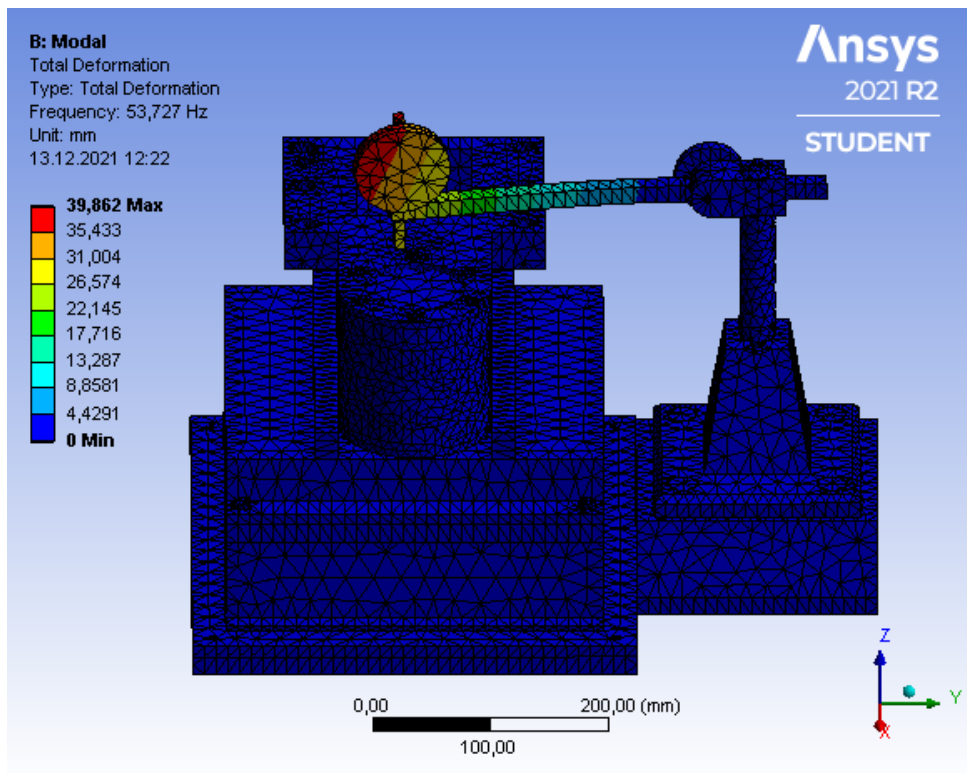 B: Modal
Total Deformation
Type: Total Deformation
Frequency: 53,727 Hz
Unit: mm
13.12.2021 12:22
39,862 Max
35,433
31,004
26,574
22,145
17,716
13,287
8,8581
4,4291
0 Min
Ansys
2021 R2
STUDENT
0,00
200,00 (mm)
100,00
Z
Y
X